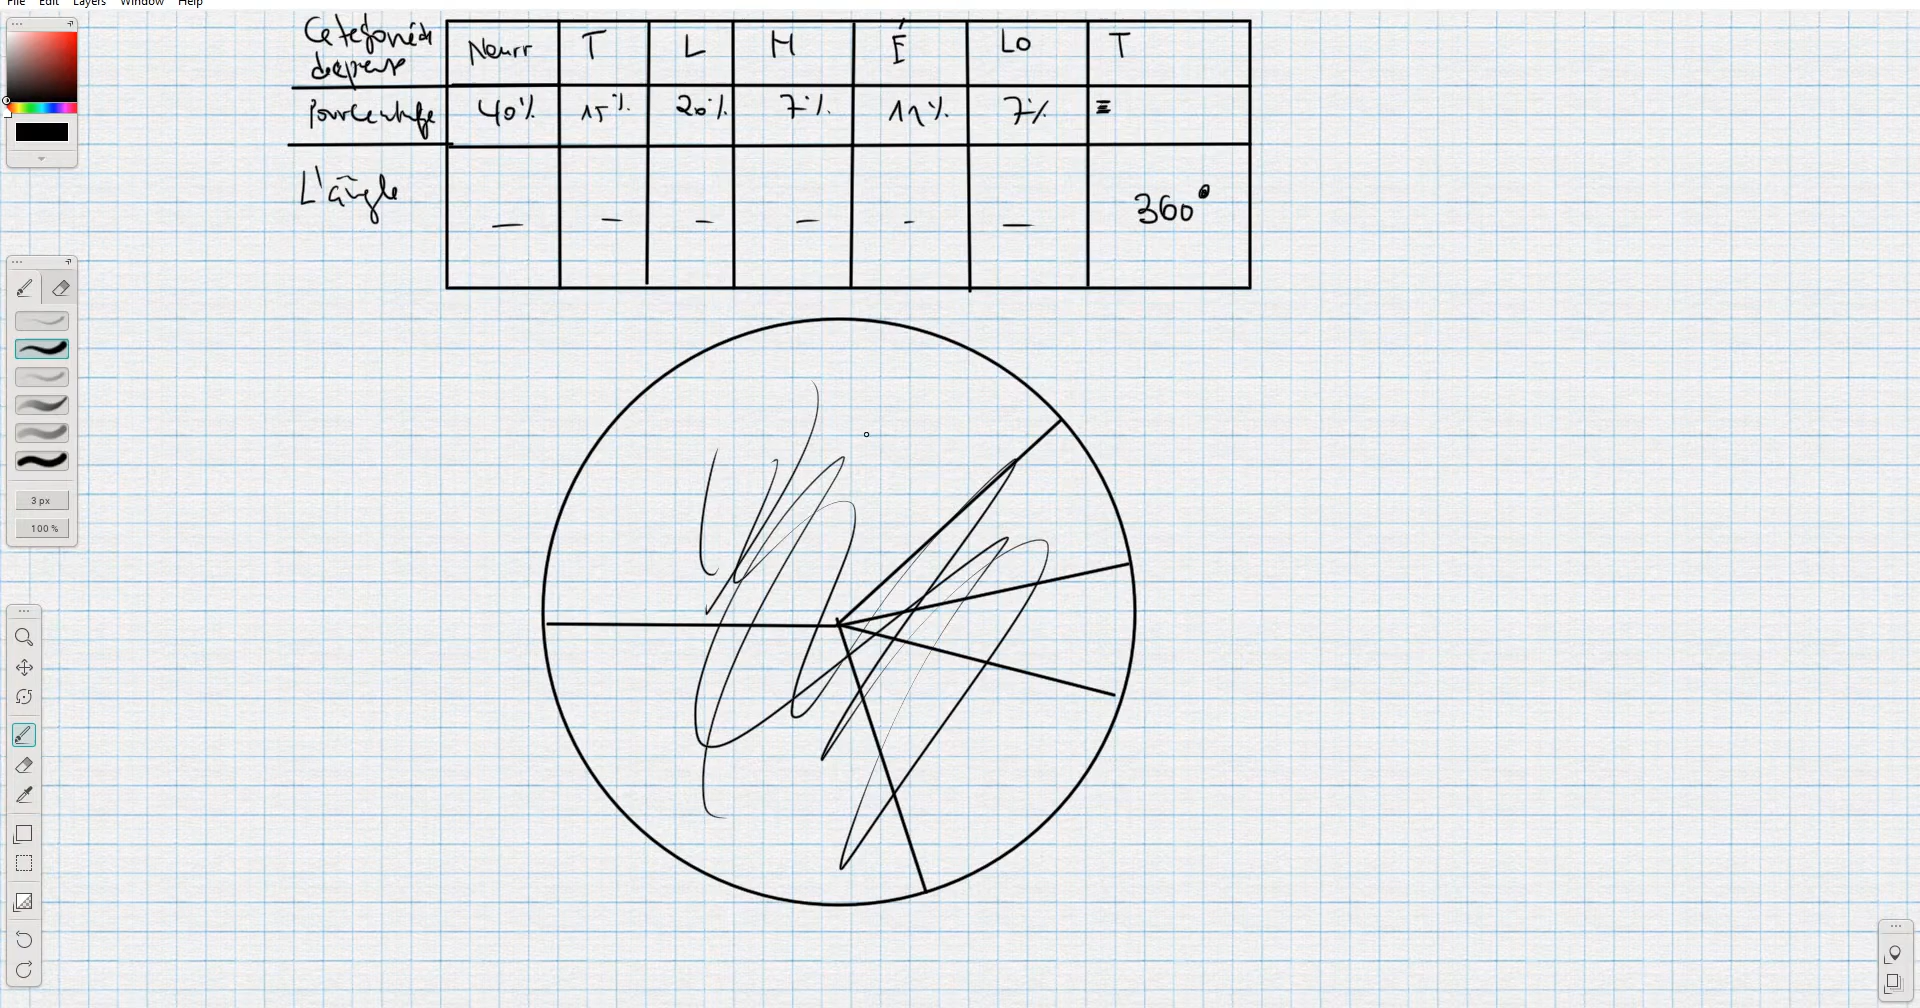 File Edit Layers Window Help
Catégorie de Nourr T L H É Lo T
dépense
Pourcentage 40% 15% 20% 7% 11% 7% =
L'angle — — — — - — 360°
3 px
100 %